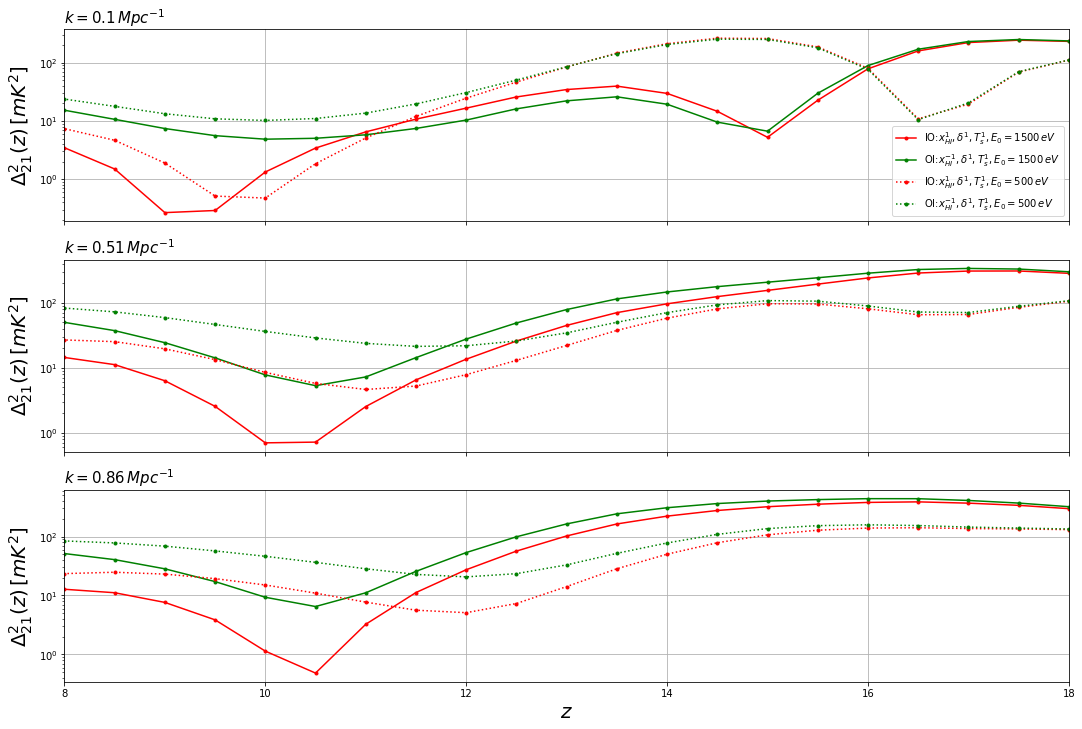 k = 0.1 Mpc⁻¹
Δ²₂₁(z) [mK²]
10²
10¹
10⁰
IO: x¹_HI, δ¹, T¹_s, E₀ = 1500 eV
OI: x⁻¹_HI, δ¹, T¹_s, E₀ = 1500 eV
IO: x¹_HI, δ¹, T¹_s, E₀ = 500 eV
OI: x⁻¹_HI, δ¹, T¹_s, E₀ = 500 eV
k = 0.51 Mpc⁻¹
Δ²₂₁(z) [mK²]
10²
10¹
10⁰
k = 0.86 Mpc⁻¹
Δ²₂₁(z) [mK²]
10²
10¹
10⁰
8 10 12 14 16 18
z